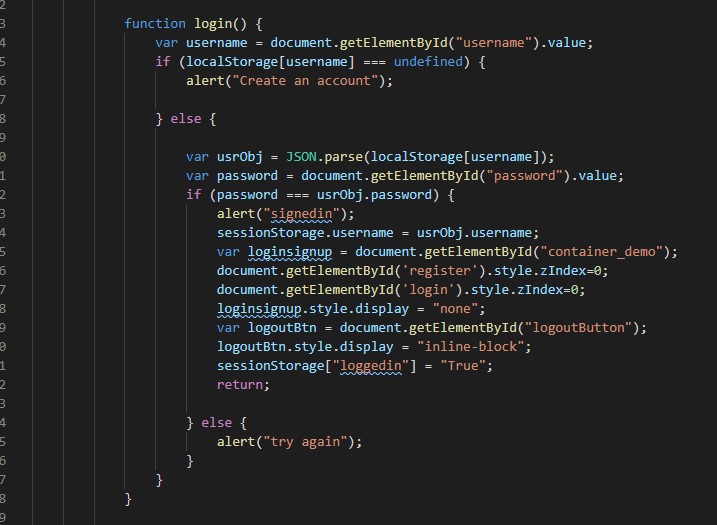 2
3 function login() {
4 var username = document.getElementById("username").value;
5 if (localStorage[username] === undefined) {
6 alert("Create an account");
7
8 } else {
9
0 var usrObj = JSON.parse(localStorage[username]);
1 var password = document.getElementById("password").value;
2 if (password === usrObj.password) {
3 alert("signedin");
4 sessionStorage.username = usrObj.username;
5 var loginsignup = document.getElementById("container_demo");
6 document.getElementById('register').style.zIndex=0;
7 document.getElementById('login').style.zIndex=0;
8 loginsignup.style.display = "none";
9 var logoutBtn = document.getElementById("logoutButton");
0 logoutBtn.style.display = "inline-block";
1 sessionStorage["loggedin"] = "True";
2 return;
3
4 } else {
5 alert("try again");
6 }
7 }
8 }
9